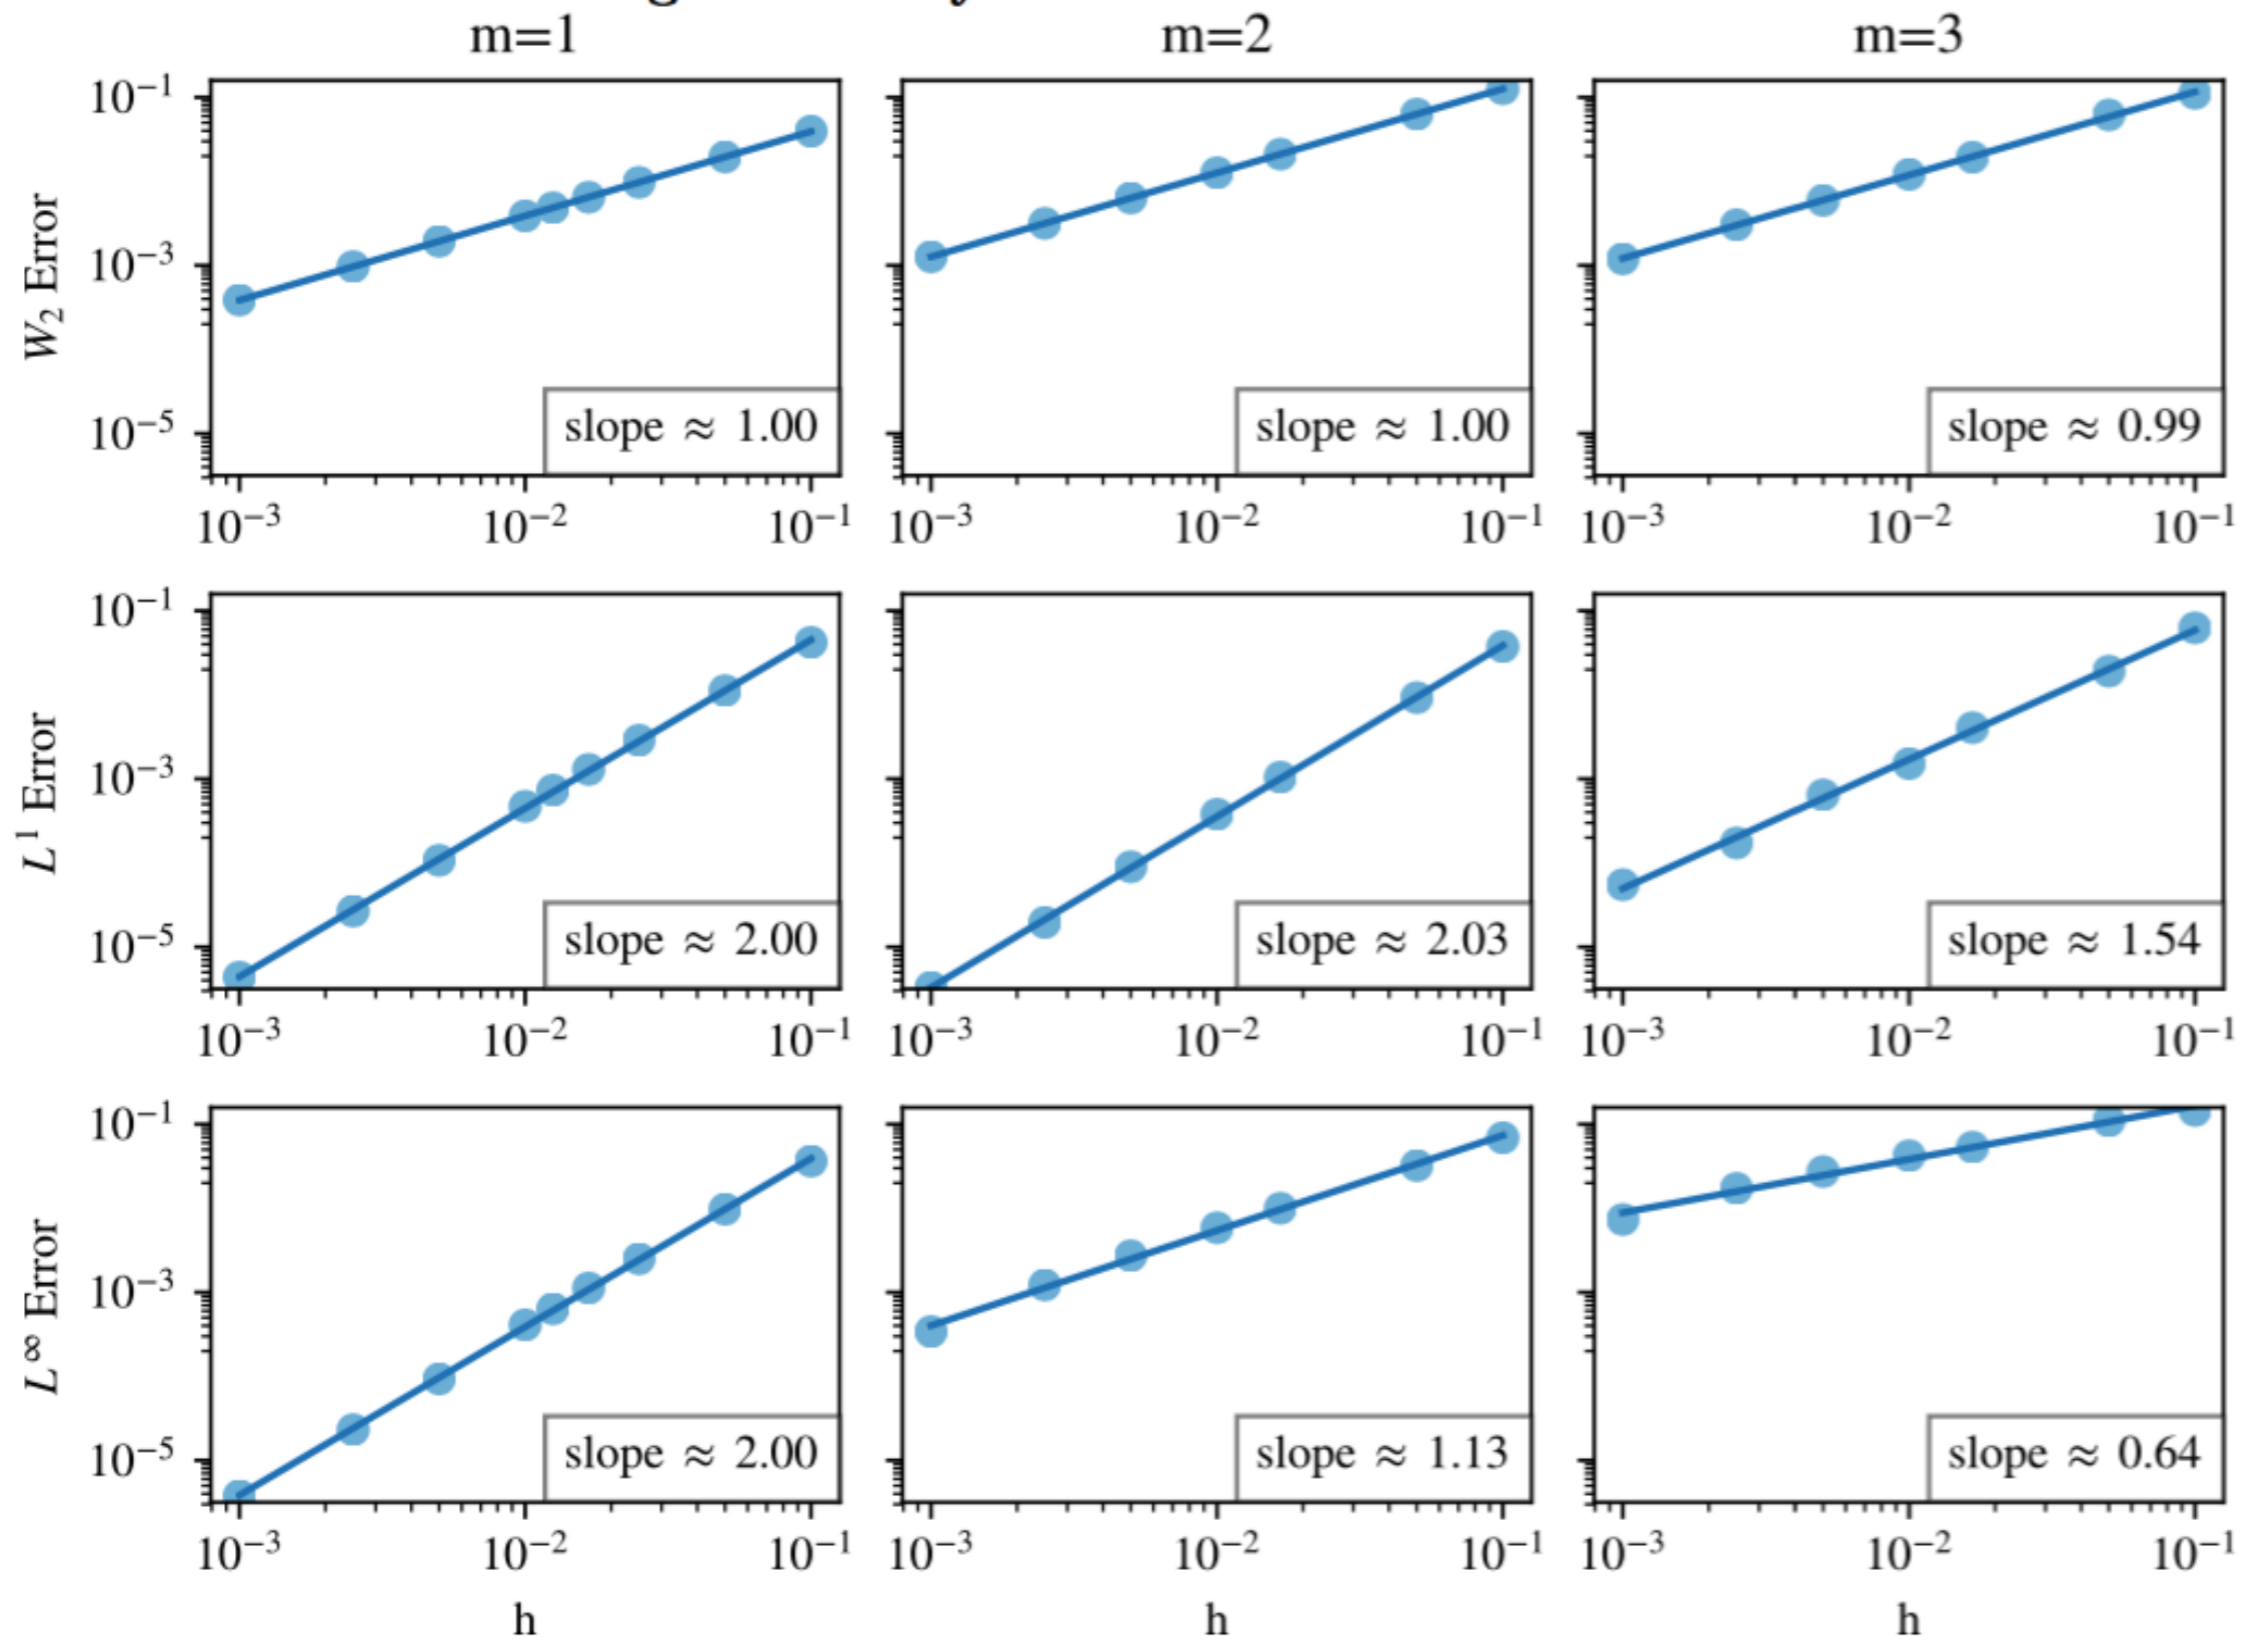 m=1 m=2 m=3
W₂ Error
10⁻¹
10⁻³
10⁻⁵
slope ≈ 1.00 slope ≈ 1.00 slope ≈ 0.99
10⁻³ 10⁻² 10⁻¹ 10⁻³ 10⁻² 10⁻¹ 10⁻³ 10⁻² 10⁻¹
L¹ Error
10⁻¹
10⁻³
10⁻⁵
slope ≈ 2.00 slope ≈ 2.03 slope ≈ 1.54
10⁻³ 10⁻² 10⁻¹ 10⁻³ 10⁻² 10⁻¹ 10⁻³ 10⁻² 10⁻¹
L∞ Error
10⁻¹
10⁻³
10⁻⁵
slope ≈ 2.00 slope ≈ 1.13 slope ≈ 0.64
10⁻³ 10⁻² 10⁻¹ 10⁻³ 10⁻² 10⁻¹ 10⁻³ 10⁻² 10⁻¹
h h h